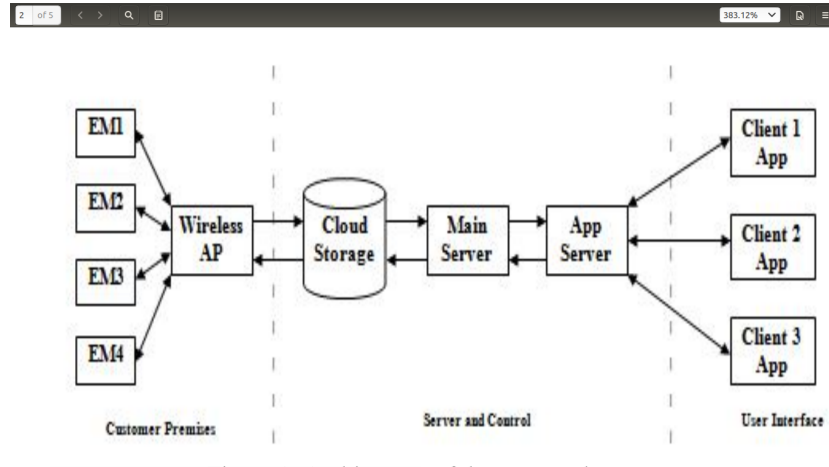 2 of 5
383.12%
EM1
EM2
EM3
EM4
Wireless
AP
Cloud
Storage
Main
Server
App
Server
Client 1
App
Client 2
App
Client 3
App
Customer Premises
Server and Control
User Interface